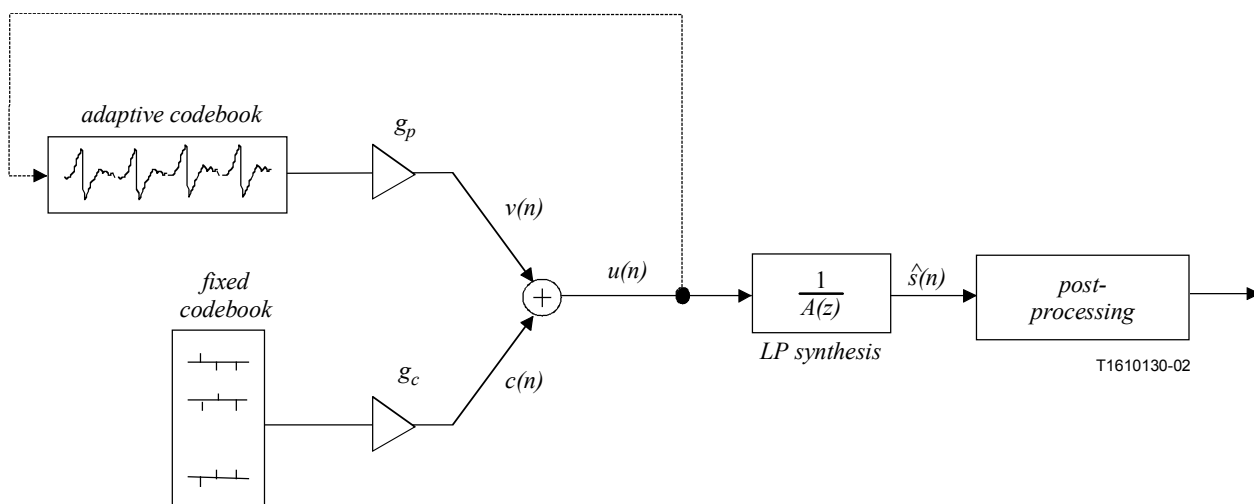 adaptive codebook
g_p
v(n)
fixed
codebook
g_c
c(n)
+
u(n)
1
A(z)
LP synthesis
ŝ(n)
post-
processing
T1610130-02